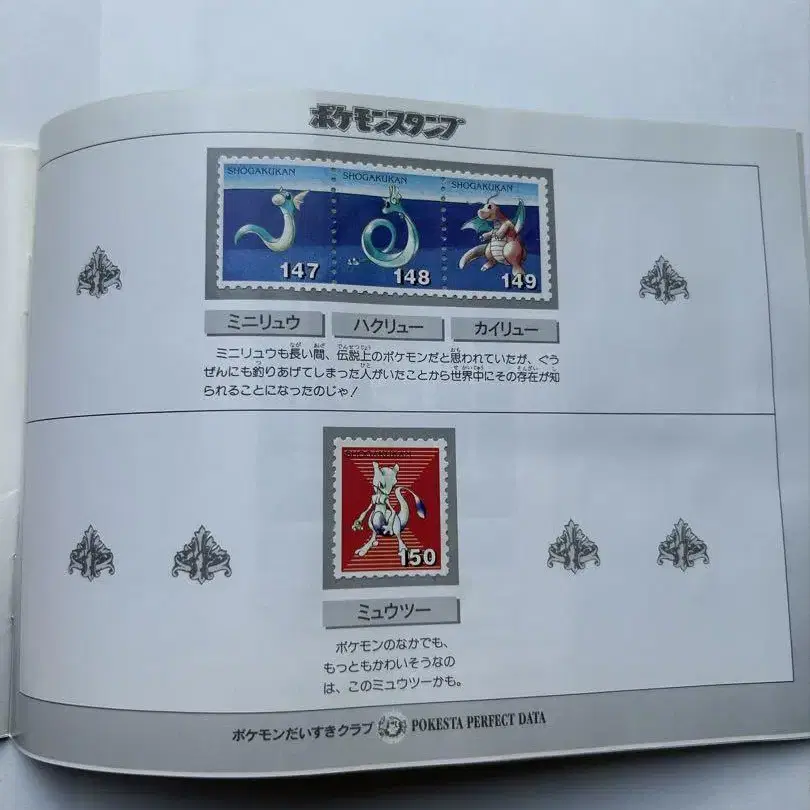 ポケモンスタンプ
SHOGAKUKAN SHOGAKUKAN SHOGAKUKAN
147 148 149
ミニリュウ ハクリュー カイリュー
ミニリュウも長い間、伝説上のポケモンだと思われていたが、ぐう
ぜんにも釣りあげてしまった人がいたことから世界中にその存在が知
られることになったのじゃ!
SHOGAKUKAN
150
ミュウツー
ポケモンのなかでも、
もっともかわいそうなの
は、このミュウツーかも。
ポケモンだいすきクラブ POKESTA PERFECT DATA